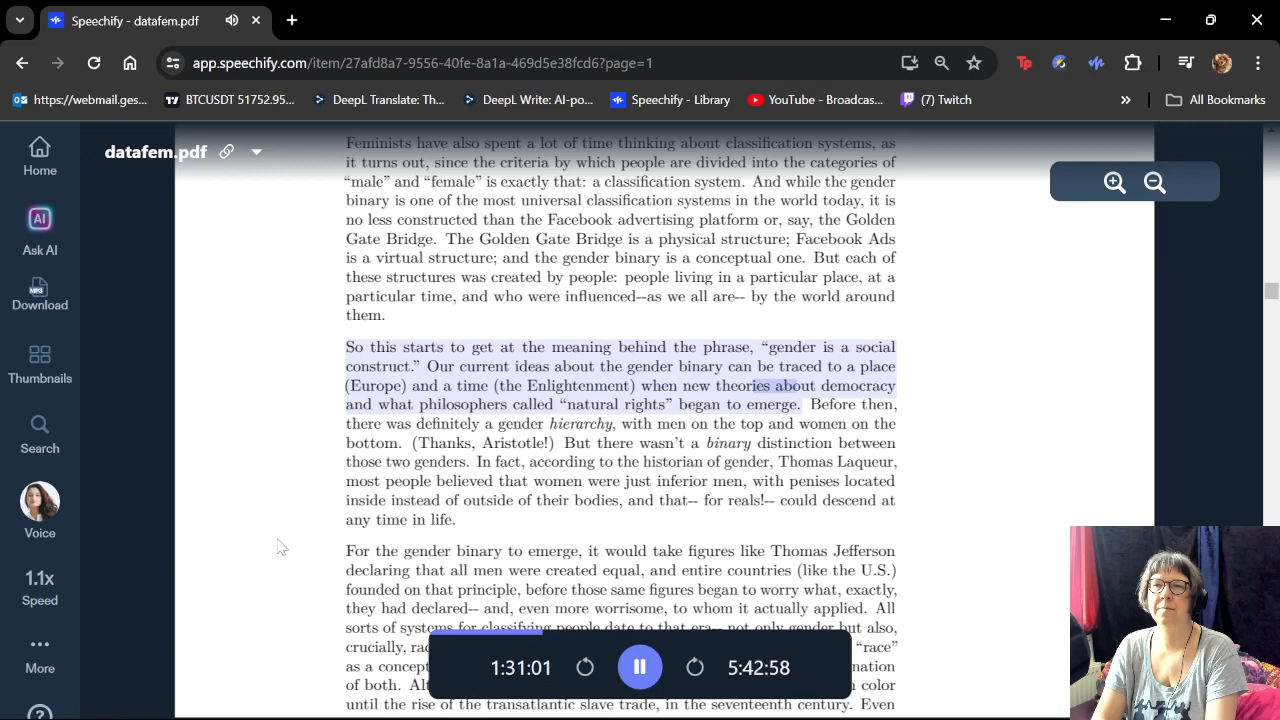 Speechify - datafem.pdf
app.speechify.com/item/27afd8a7-9556-40fe-8a1a-469d5e38fcd6?page=1
https://webmail.ges...
BTCUSDT 51752.95...
DeepL Translate: Th...
DeepL Write: AI-po...
Speechify - Library
YouTube - Broadcas...
(7) Twitch
»
All Bookmarks
datafem.pdf
Home
AI
Ask AI
MP3
Download
Thumbnails
Search
Voice
1.1x
Speed
More
Feminists have also spent a lot of time thinking about classification systems, as
it turns out, since the criteria by which people are divided into the categories of
“male” and “female” is exactly that: a classification system. And while the gender
binary is one of the most universal classification systems in the world today, it is
no less constructed than the Facebook advertising platform or, say, the Golden
Gate Bridge. The Golden Gate Bridge is a physical structure; Facebook Ads
is a virtual structure; and the gender binary is a conceptual one. But each of
these structures was created by people: people living in a particular place, at a
particular time, and who were influenced--as we all are-- by the world around
them.
So this starts to get at the meaning behind the phrase, “gender is a social
construct.” Our current ideas about the gender binary can be traced to a place
(Europe) and a time (the Enlightenment) when new theories about democracy
and what philosophers called “natural rights” began to emerge. Before then,
there was definitely a gender hierarchy, with men on the top and women on the
bottom. (Thanks, Aristotle!) But there wasn’t a binary distinction between
those two genders. In fact, according to the historian of gender, Thomas Laqueur,
most people believed that women were just inferior men, with penises located
inside instead of outside of their bodies, and that-- for reals!-- could descend at
any time in life.
For the gender binary to emerge, it would take figures like Thomas Jefferson
declaring that all men were created equal, and entire countries (like the U.S.)
founded on that principle, before those same figures began to worry what, exactly,
they had declared-- and, even more worrisome, to whom it actually applied. All
sorts of systems for classifying people date to that era-- not only gender but also,
crucially, “race”
as a concept nation
of both. color
until the rise of the transatlantic slave trade, in the seventeenth century. Even
1:31:01
5:42:58